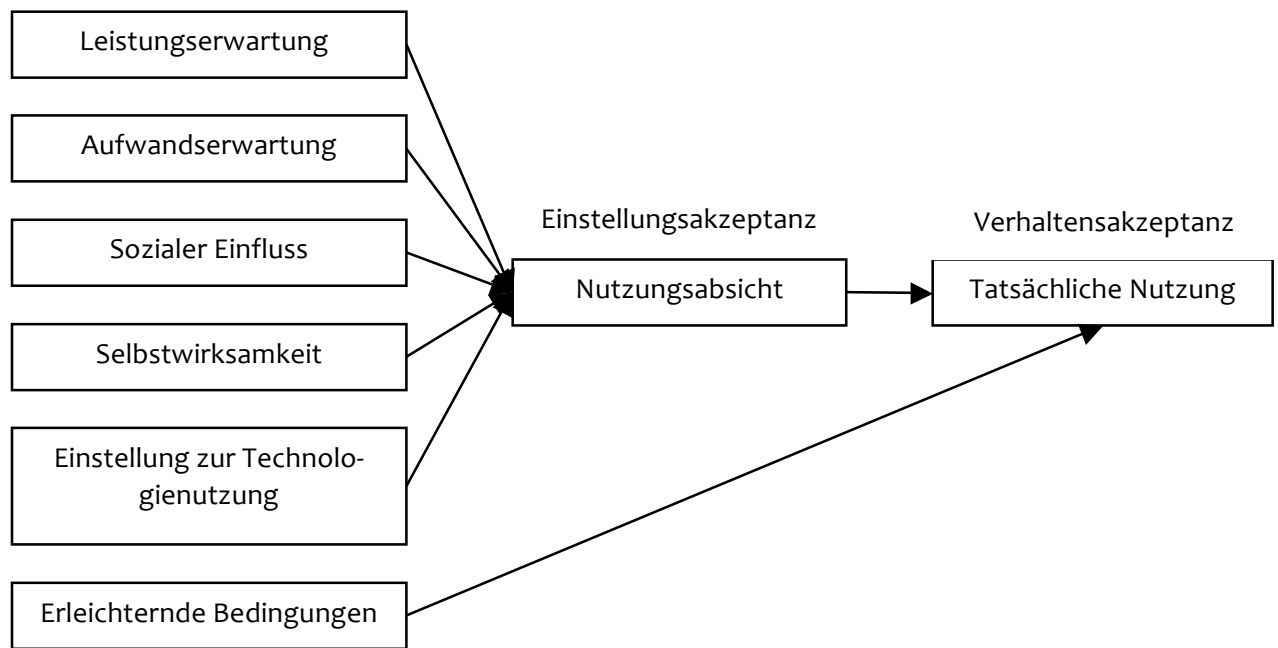 Leistungserwartung
Aufwandserwartung
Sozialer Einfluss
Selbstwirksamkeit
Einstellung zur Technolo-
gienutzung
Erleichternde Bedingungen
Einstellungsakzeptanz
Nutzungsabsicht
Verhaltensakzeptanz
Tatsächliche Nutzung